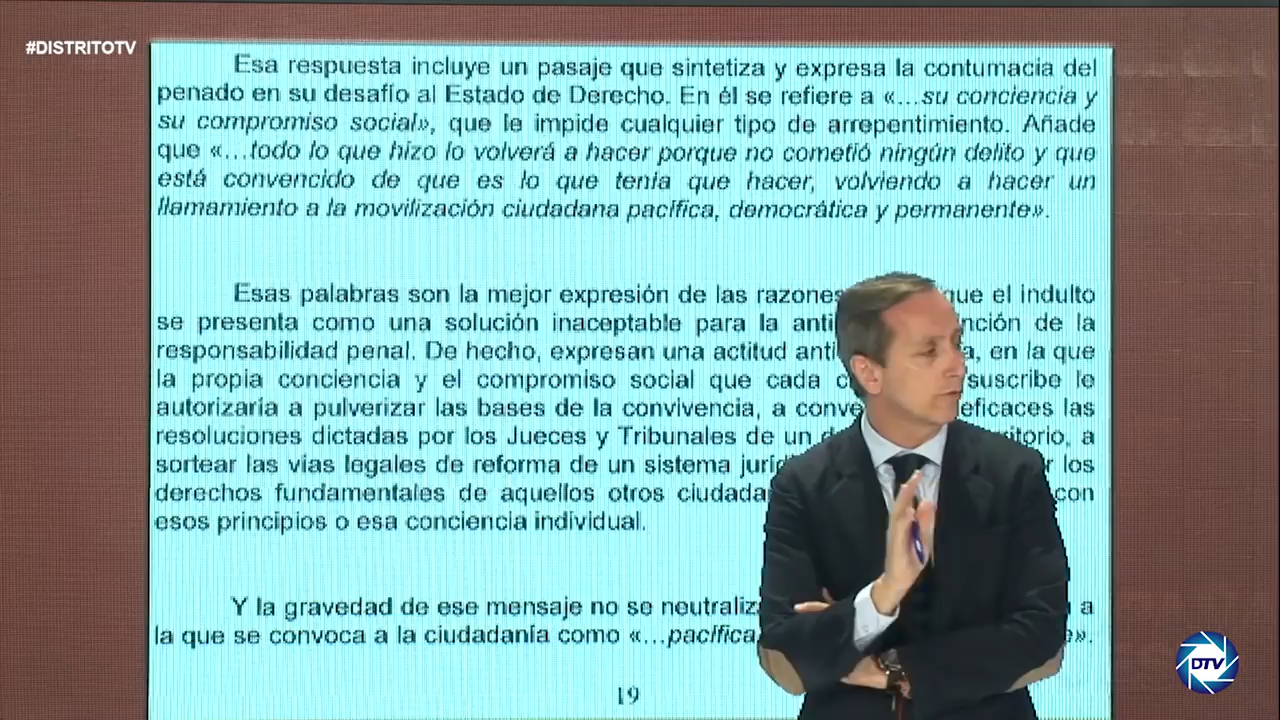 #DISTRITOTV
Esa respuesta incluye un pasaje que sintetiza y expresa la contumacia del
penado en su desafío al Estado de Derecho. En él se refiere a «…su conciencia y
su compromiso social», que le impide cualquier tipo de arrepentimiento. Añade
que «…todo lo que hizo lo volverá a hacer porque no cometió ningún delito y que
está convencido de que es lo que tenía que hacer, volviendo a hacer un
llamamiento a la movilización ciudadana pacífica, democrática y permanente».
Esas palabras son la mejor expresión de las razones que el indulto
se presenta como una solución inaceptable para la la
responsabilidad penal. De hecho, expresan una actitud en la que
la propia conciencia y el compromiso social que cada suscribe le
autorizaría a pulverizar las bases de la convivencia, a las
resoluciones dictadas por los Jueces y Tribunales de un a
sortear las vías legales de reforma de un sistema los
derechos fundamentales de aquellos otros con
esos principios o esa conciencia individual.
Y la gravedad de ese mensaje no se a
la que se convoca a la ciudadanía como «…pacífica,
19
DTV